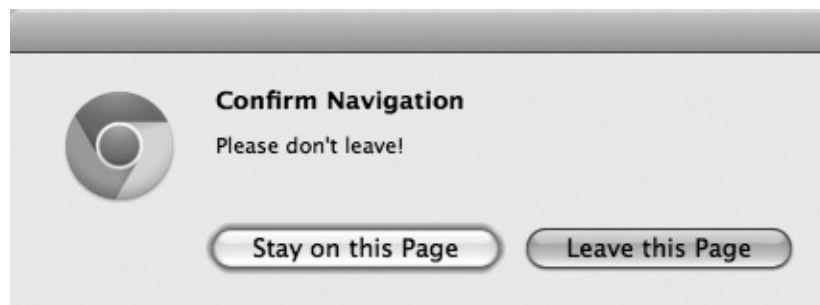 Confirm Navigation
Please don't leave!
Stay on this Page
Leave this Page